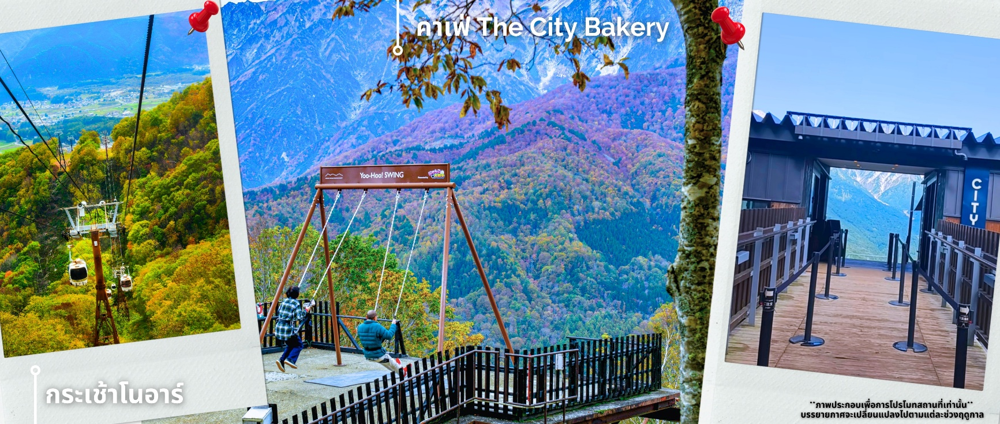 คาเฟ่ The City Bakery
Yoo-Hoo! SWING
CITY
กระเช้าโนอาร์
**ภาพประกอบเพื่อการโปรโมทสถานที่เท่านั้น**
บรรยายกาศจะเปลี่ยนแปลงไปตามแต่ละช่วงฤดูกาล